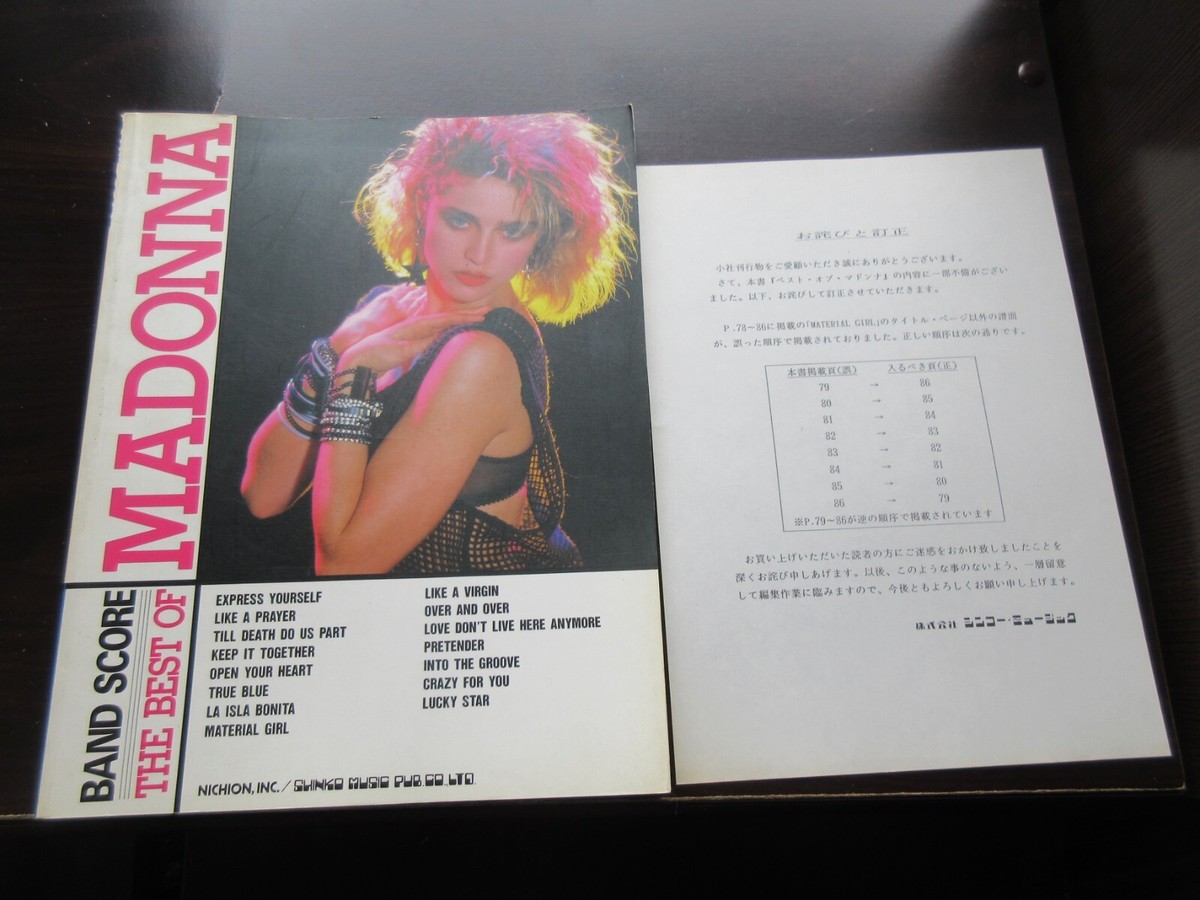 MADONNA
BAND SCORE
THE BEST OF
EXPRESS YOURSELF
LIKE A PRAYER
TILL DEATH DO US PART
KEEP IT TOGETHER
OPEN YOUR HEART
TRUE BLUE
LA ISLA BONITA
MATERIAL GIRL
LIKE A VIRGIN
OVER AND OVER
LOVE DON'T LIVE HERE ANYMORE
PRETENDER
INTO THE GROOVE
CRAZY FOR YOU
LUCKY STAR
NICHION, INC. / SHINKO MUSIC PUB.CO.,LTD.
お詫びと訂正
小社刊行物をご愛顧いただき誠にありがとうございます。
さて、本書『ベスト・オブ・マドンナ』の内容に一部不備がござい
ました。以下、お詫びして訂正させていただきます。
P.78〜86に掲載の「MATERIAL GIRL」のタイトル・ページ以外の譜面
が、誤った順序で掲載されておりました。正しい順序は次の通りです。
本書掲載頁(誤) 入るべき頁(正)
79 → 86
80 → 85
81 → 84
82 → 83
83 → 82
84 → 81
85 → 80
86 → 79
※P.79〜86が逆の順序で掲載されています
お買い上げいただいた読者の方にご迷惑をおかけ致しましたことを
深くお詫び申しあげます。以後、このような事のないよう、一層留意
して編集作業に臨みますので、今後ともよろしくお願い申し上げます。
株式会社 シンコー・ミュージック